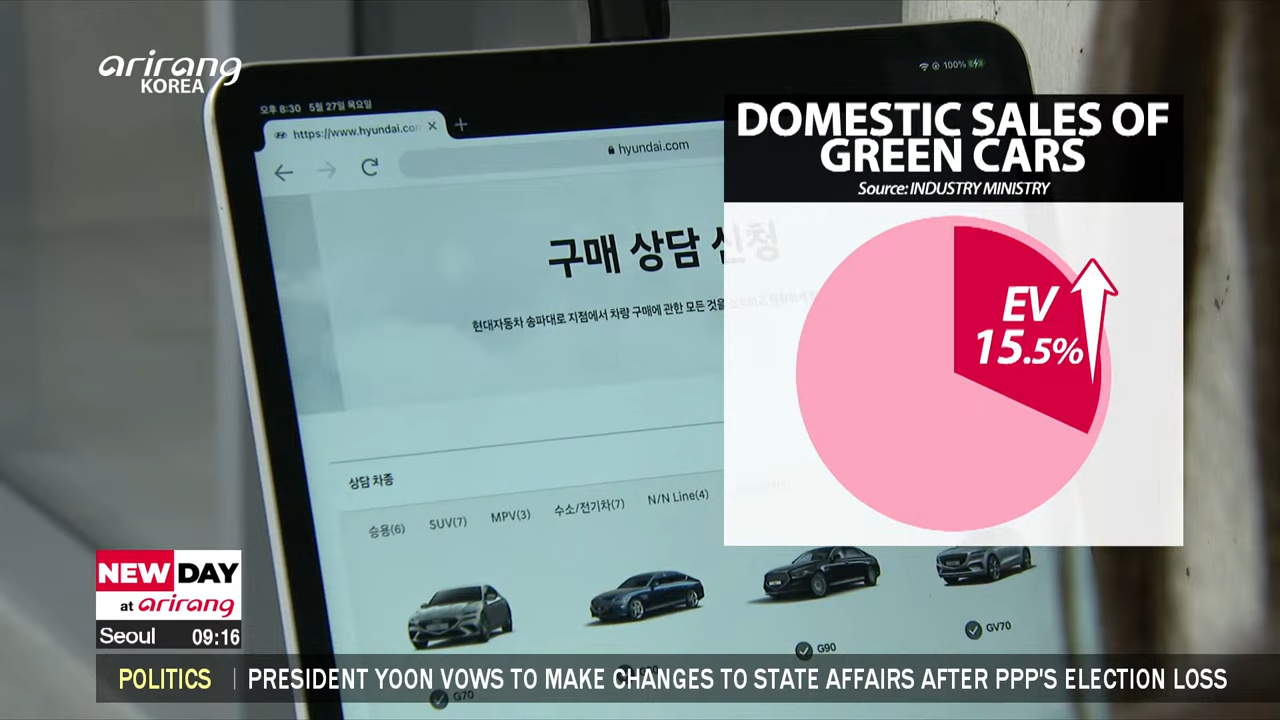 arirang
KOREA
오후 8:30 5월 27일 목요일
100%
https://www.hyundai.co
hyundai.com
DOMESTIC SALES OF
GREEN CARS
Source: INDUSTRY MINISTRY
구매 상담 신청
현대자동차 송파대로 지점에서 차량 구매에 관한 모든 것을
EV
15.5%
상담 차종
승용(6) SUV(7) MPV(3) 수소/전기차(7) N/N Line(4)
G90
GV70
G70
NEW DAY
at arirang
Seoul 09:16
POLITICS PRESIDENT YOON VOWS TO MAKE CHANGES TO STATE AFFAIRS AFTER PPP'S ELECTION LOSS